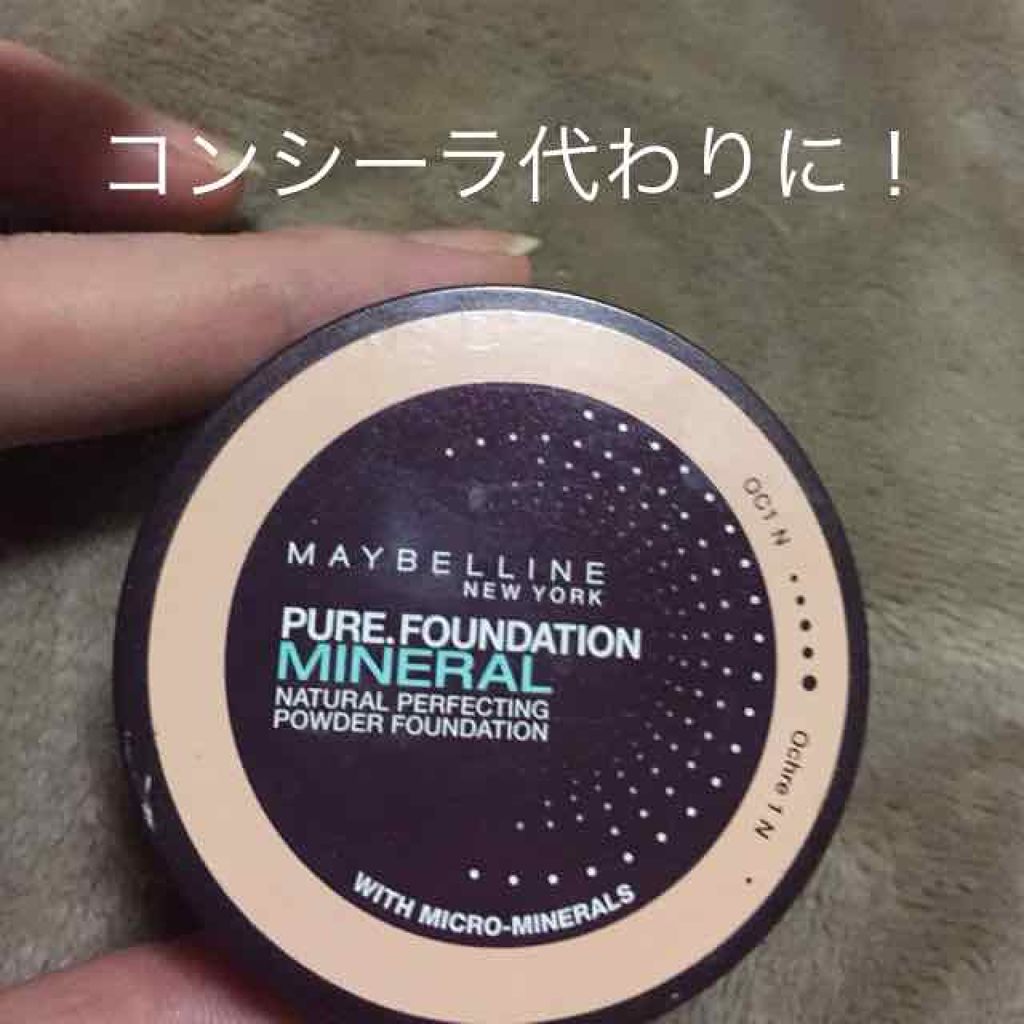 コンシーラ代わりに！
MAYBELLINE
NEW YORK
PURE.FOUNDATION
MINERAL
NATURAL PERFECTING
POWDER FOUNDATION
WITH MICRO-MINERALS
OC1 N
Ochre 1 N